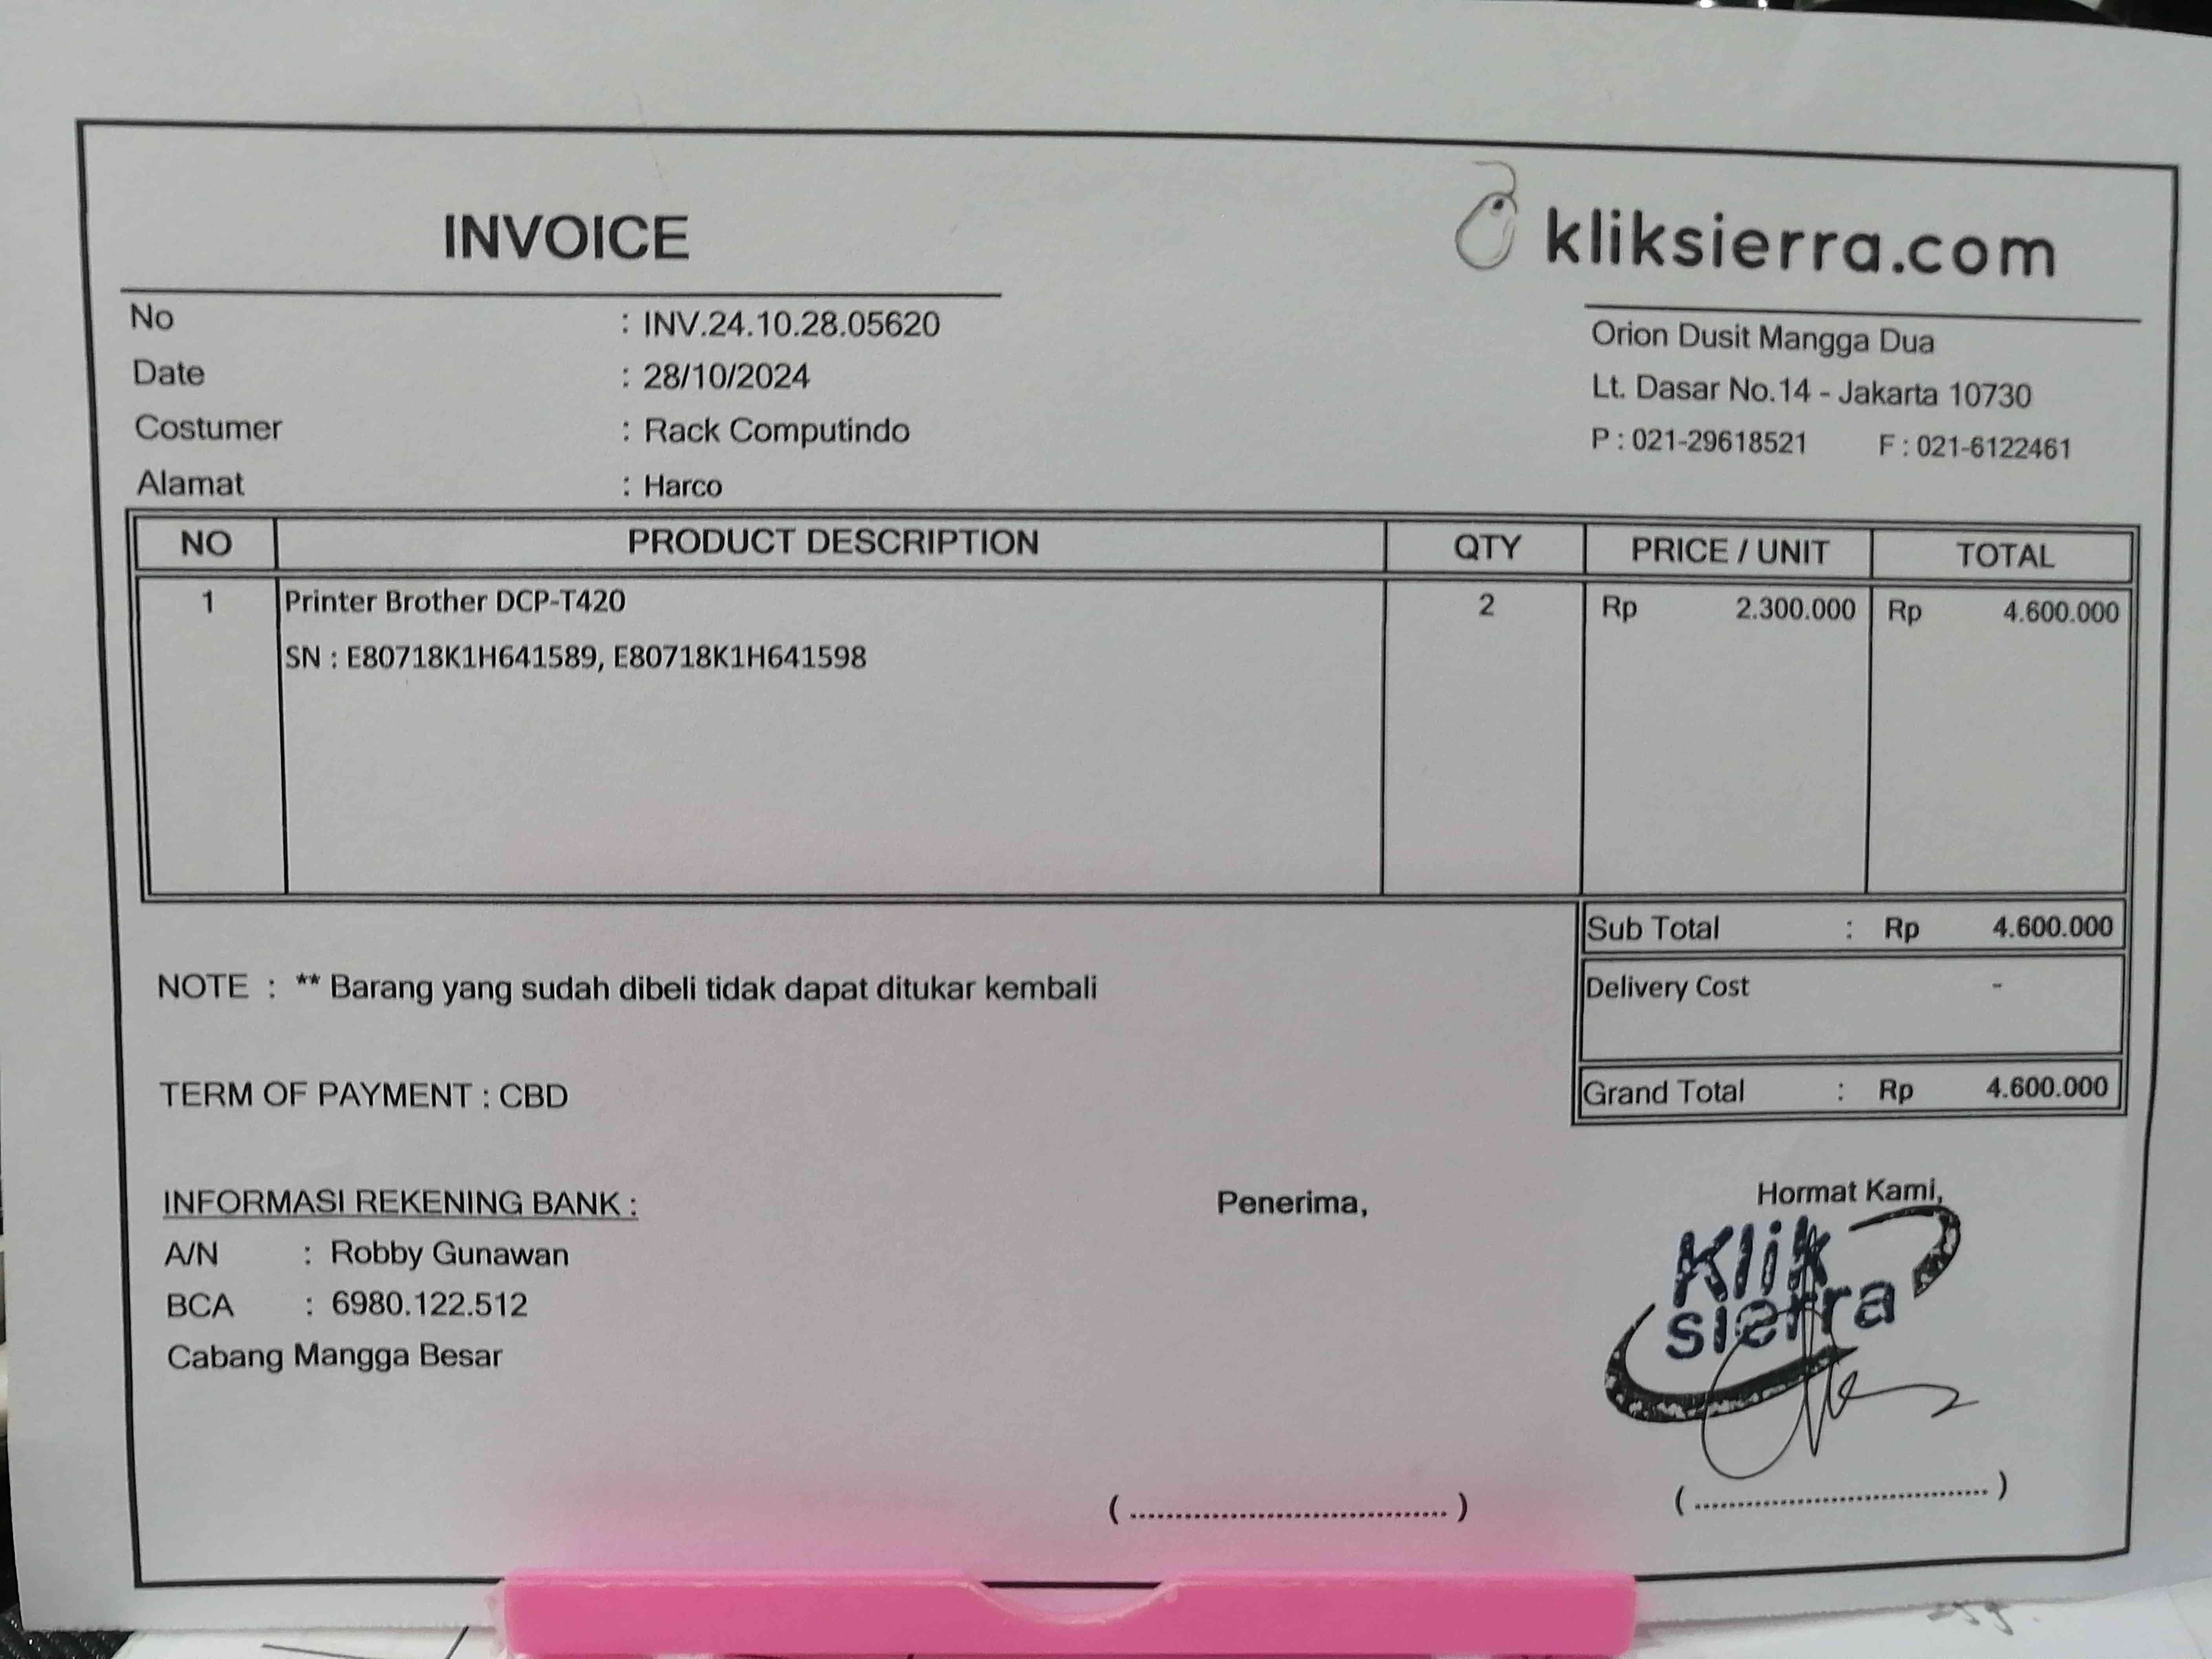 INVOICE
kliksierra.com
No : INV.24.10.28.05620
Date : 28/10/2024
Costumer : Rack Computindo
Alamat : Harco
Orion Dusit Mangga Dua
Lt. Dasar No.14 - Jakarta 10730
P : 021-29618521 F : 021-6122461
NO PRODUCT DESCRIPTION QTY PRICE / UNIT TOTAL
1 Printer Brother DCP-T420 2 Rp 2.300.000 Rp 4.600.000
SN : E80718K1H641589, E80718K1H641598
Sub Total : Rp 4.600.000
Delivery Cost -
Grand Total : Rp 4.600.000
NOTE : ** Barang yang sudah dibeli tidak dapat ditukar kembali
TERM OF PAYMENT : CBD
INFORMASI REKENING BANK :
A/N : Robby Gunawan
BCA : 6980.122.512
Cabang Mangga Besar
Penerima,
(................................)
Hormat Kami,
Klik
sierra
(................................)